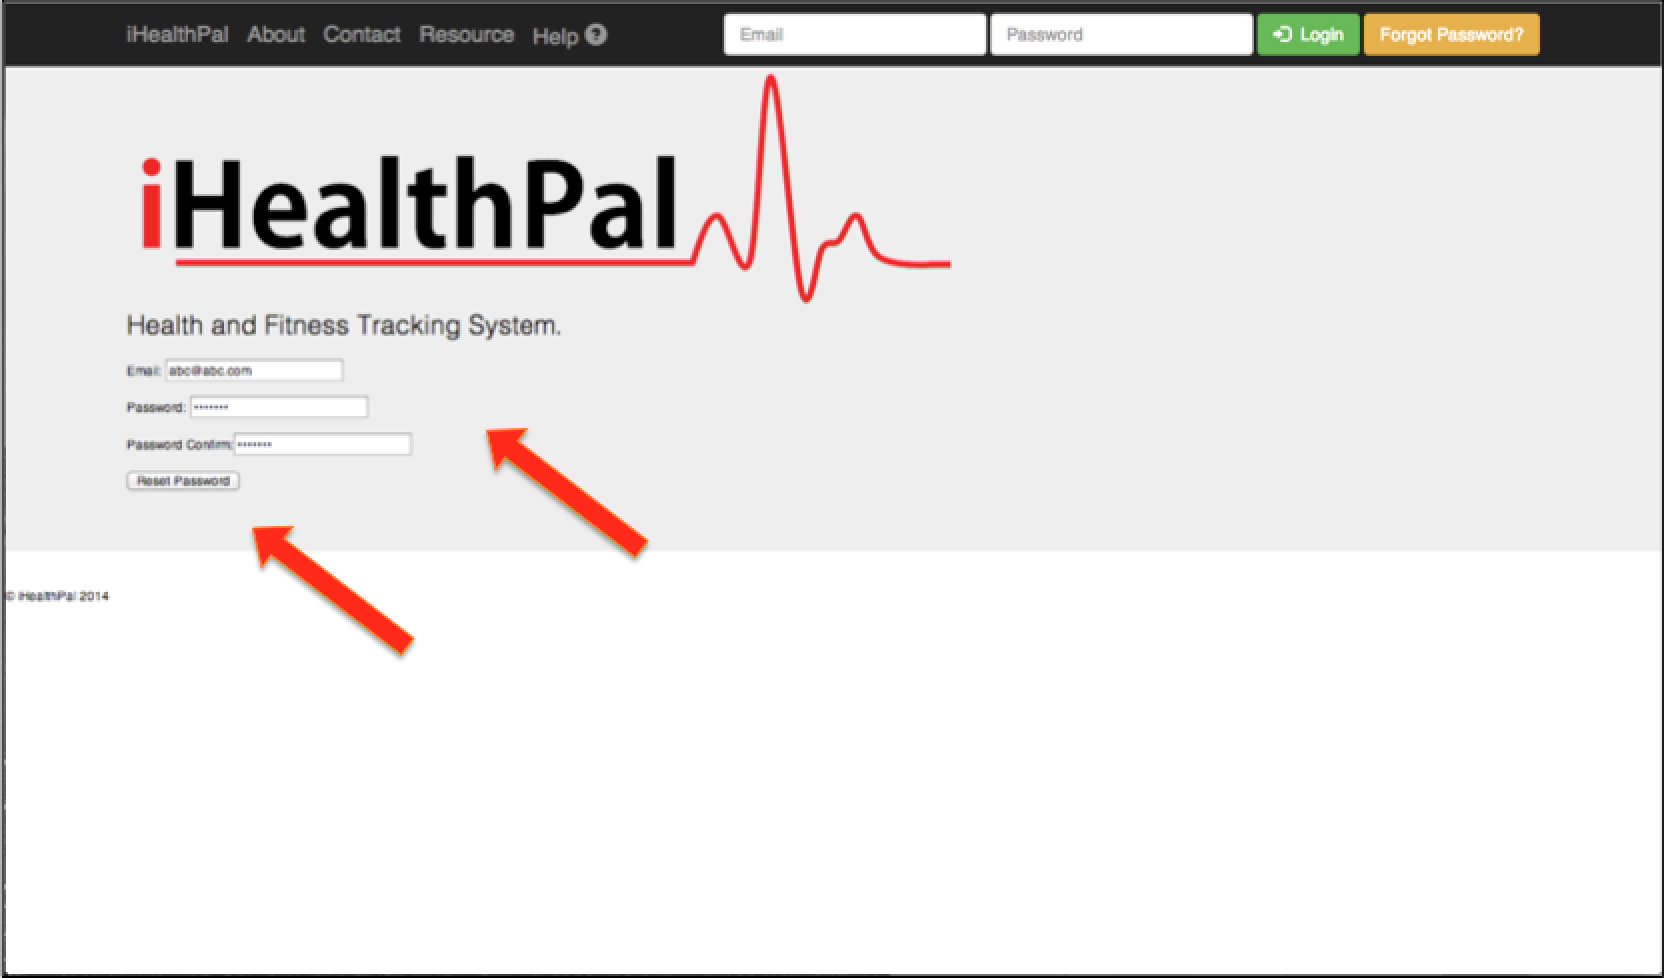 iHealthPal About Contact Resource Help ? Email Password Login Forgot Password?
iHealthPal
Health and Fitness Tracking System.
Email: abc@abc.com
Password: •••••••
Password Confirm: •••••••
Reset Password
© iHealthPal 2014